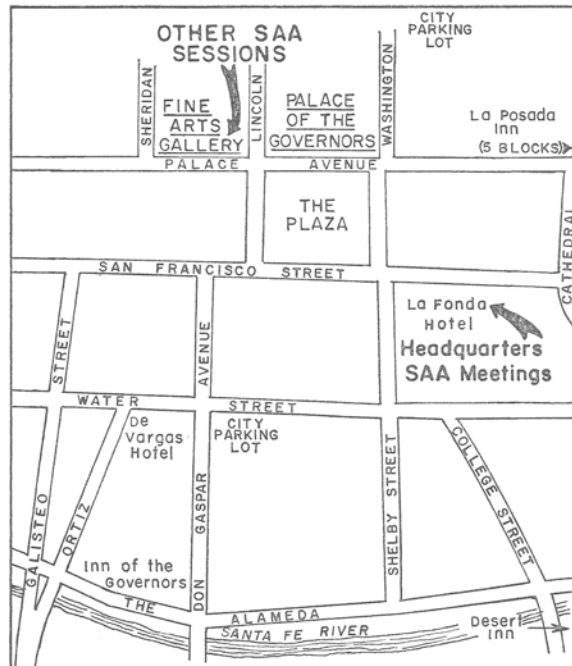 CITY
PARKING
LOT
OTHER SAA
SESSIONS
SHERIDAN
LINCOLN
WASHINGTON
FINE
ARTS
GALLERY
PALACE
OF THE
GOVERNORS
La Posada
Inn
(5 BLOCKS)
PALACE AVENUE
THE
PLAZA
CATHEDRAL
SAN FRANCISCO STREET
La Fonda
Hotel
Headquarters
SAA Meetings
GALISTEO STREET
DON GASPAR AVENUE
WATER STREET
De
Vargas
Hotel
CITY
PARKING
LOT
ORTIZ
SHELBY STREET
COLLEGE STREET
Inn of the
Governors
THE ALAMEDA
SANTA FE RIVER
Desert
Inn